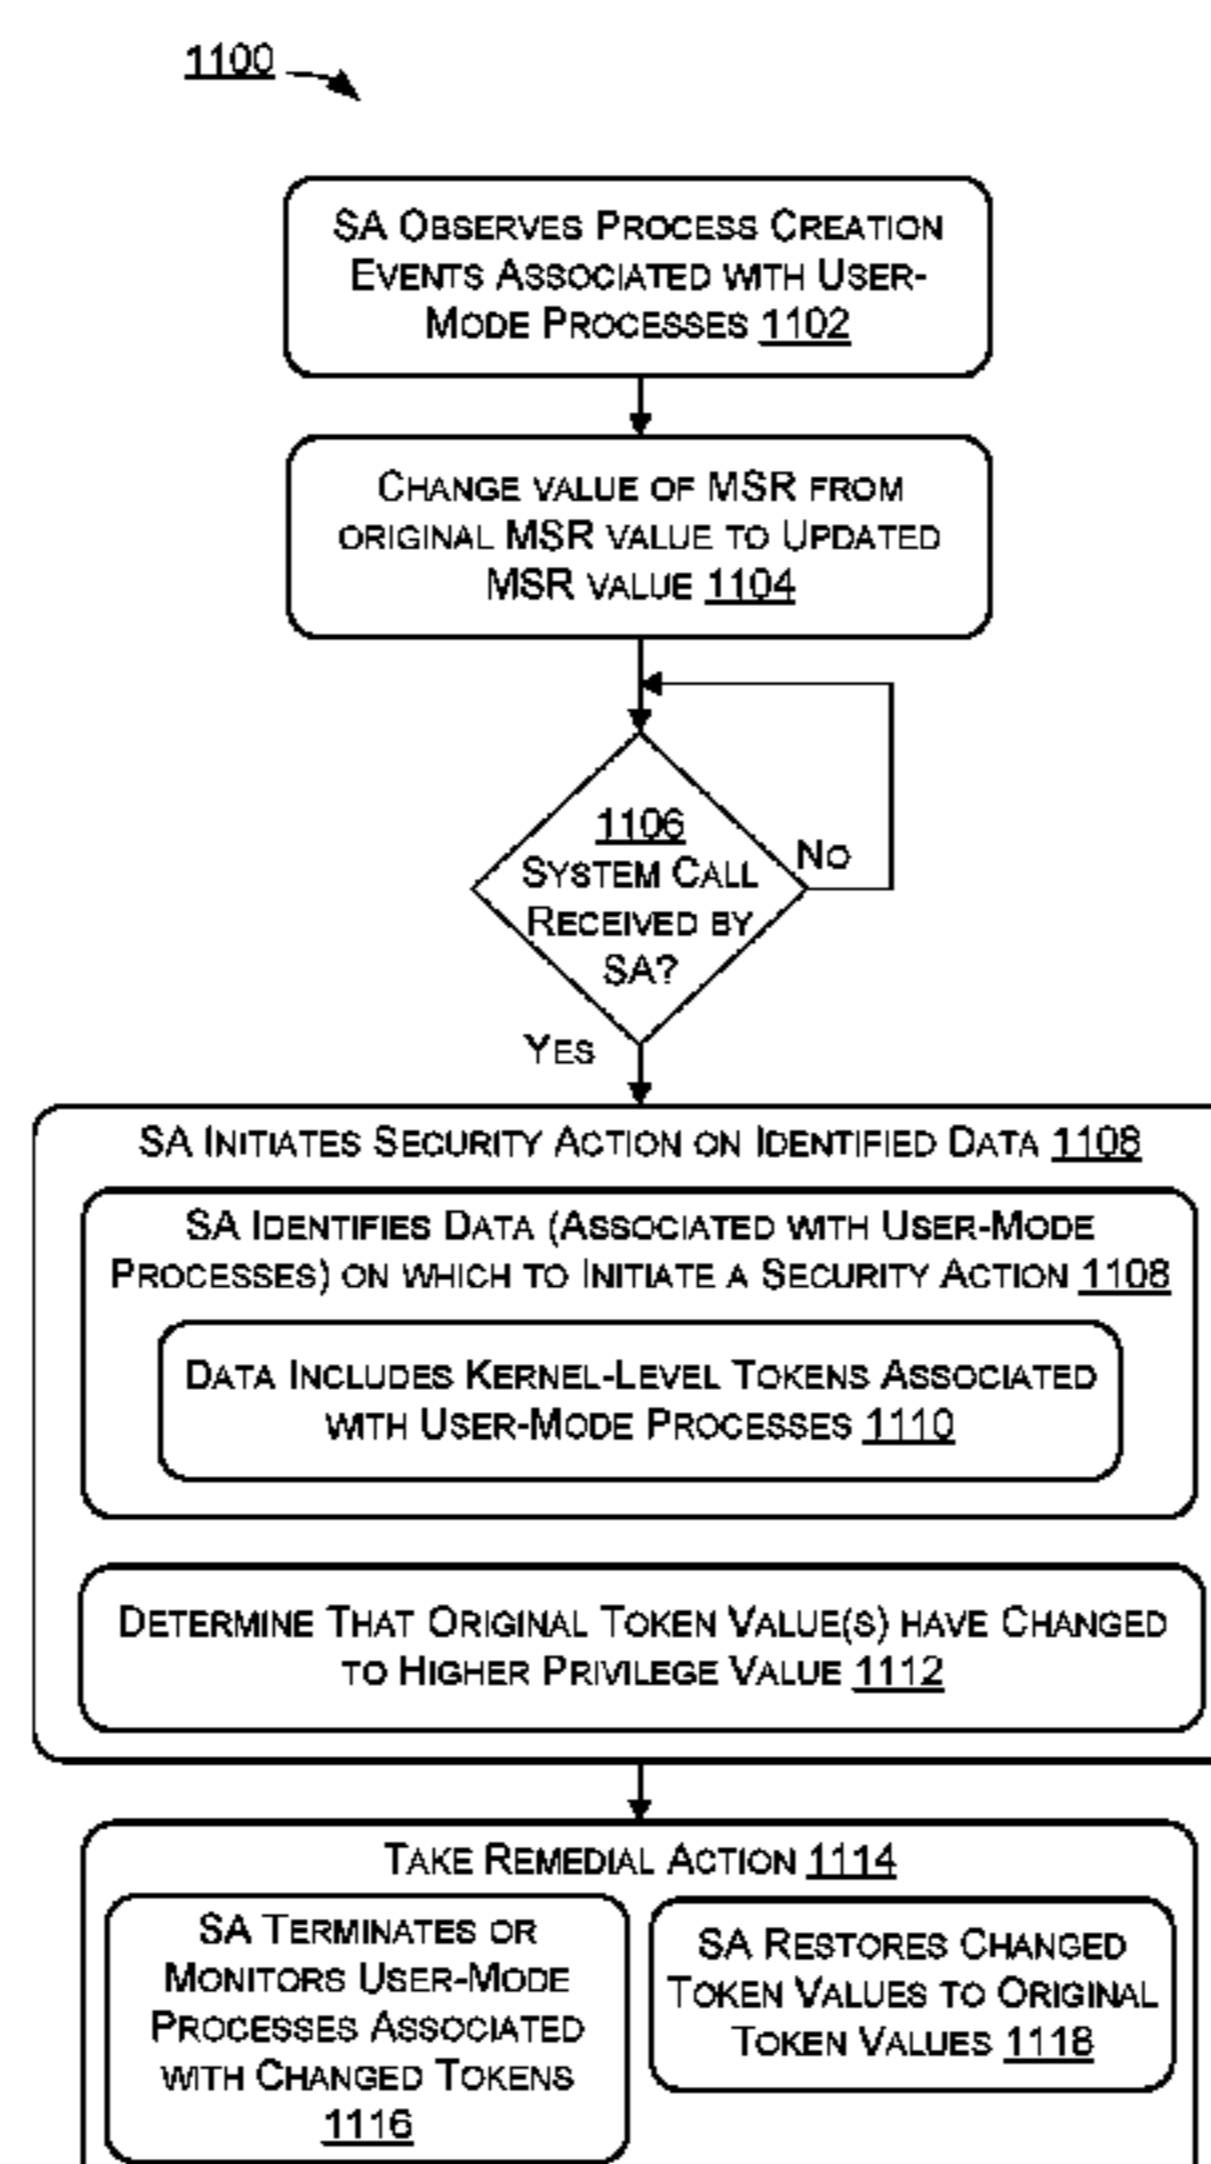 1100
SA OBSERVES PROCESS CREATION
EVENTS ASSOCIATED WITH USER-
MODE PROCESSES 1102
CHANGE VALUE OF MSR FROM
ORIGINAL MSR VALUE TO UPDATED
MSR VALUE 1104
1106
SYSTEM CALL
RECEIVED BY
SA?
NO
YES
SA INITIATES SECURITY ACTION ON IDENTIFIED DATA 1108
SA IDENTIFIES DATA (ASSOCIATED WITH USER-MODE
PROCESSES) ON WHICH TO INITIATE A SECURITY ACTION 1108
DATA INCLUDES KERNEL-LEVEL TOKENS ASSOCIATED
WITH USER-MODE PROCESSES 1110
DETERMINE THAT ORIGINAL TOKEN VALUE(S) HAVE CHANGED
TO HIGHER PRIVILEGE VALUE 1112
TAKE REMEDIAL ACTION 1114
SA TERMINATES OR
MONITORS USER-MODE
PROCESSES ASSOCIATED
WITH CHANGED TOKENS
1116
SA RESTORES CHANGED
TOKEN VALUES TO ORIGINAL
TOKEN VALUES 1118